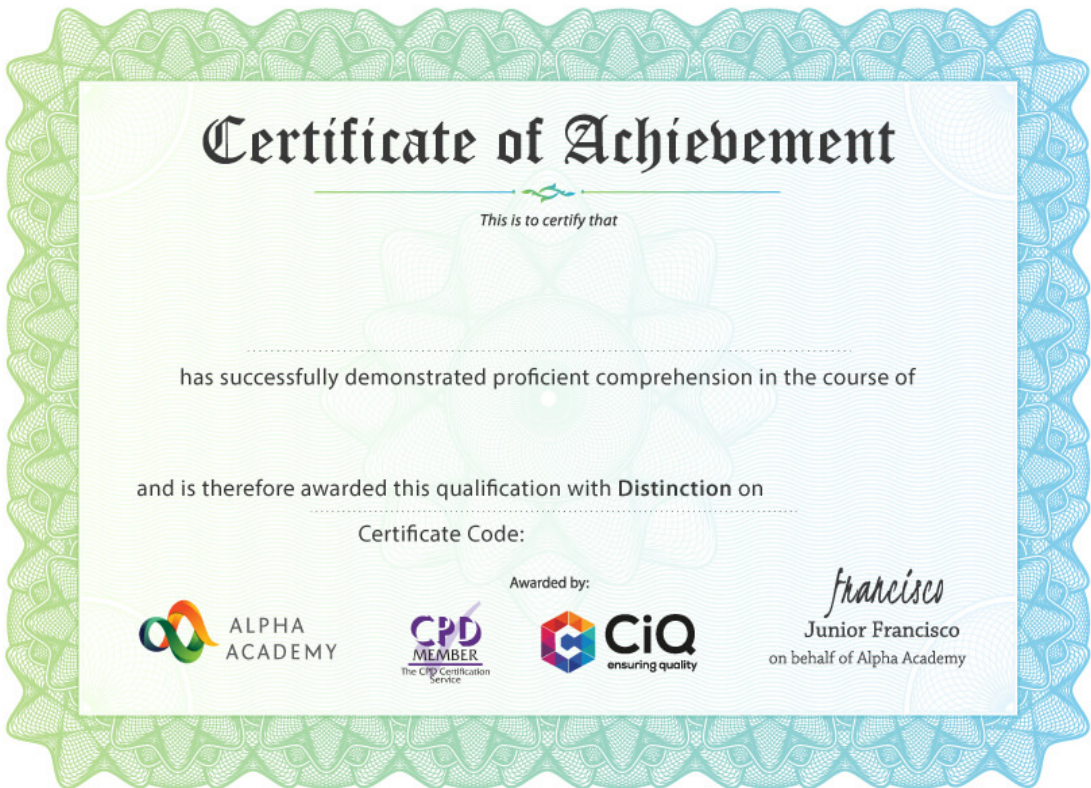 Certificate of Achievement
This is to certify that
has successfully demonstrated proficient comprehension in the course of
and is therefore awarded this qualification with Distinction on
Certificate Code:
Awarded by:
ALPHA
ACADEMY
CPD
MEMBER
The CPD Certification
Service
CiQ
ensuring quality
francisco
Junior Francisco
on behalf of Alpha Academy